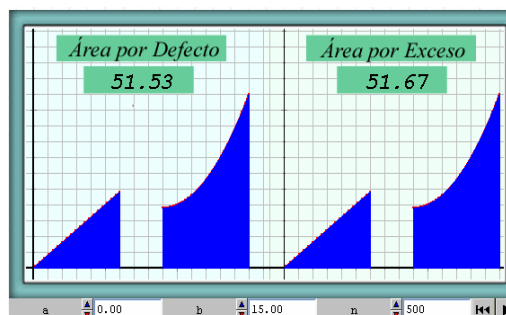 Área por Defecto
51.53
Área por Exceso
51.67
a 0.00 b 15.00 n 500